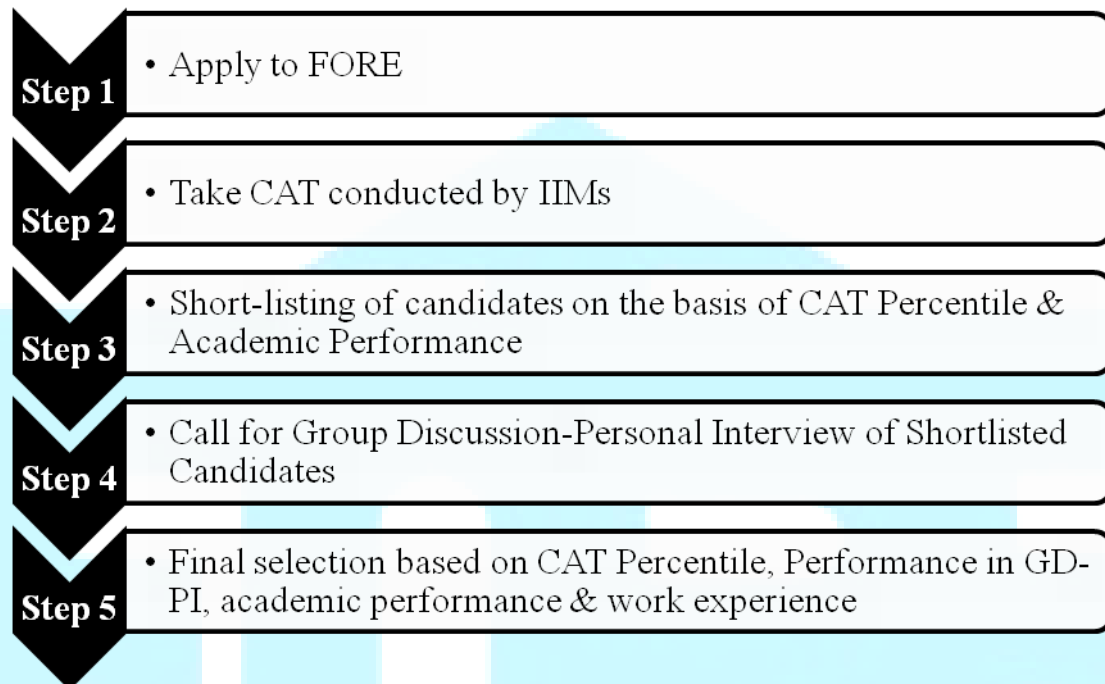 Step 1
• Apply to FORE
Step 2
• Take CAT conducted by IIMs
Step 3
• Short-listing of candidates on the basis of CAT Percentile &
Academic Performance
Step 4
• Call for Group Discussion-Personal Interview of Shortlisted
Candidates
Step 5
• Final selection based on CAT Percentile, Performance in GD-
PI, academic performance & work experience